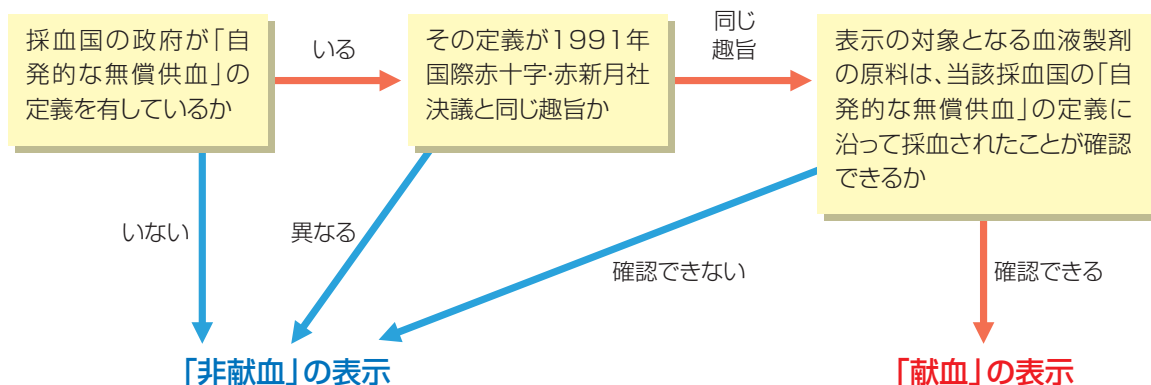 採血国の政府が「自
発的な無償供血」の
定義を有しているか
いる
その定義が1991年
国際赤十字･赤新月社
決議と同じ趣旨か
同じ
趣旨
表示の対象となる血液製剤
の原料は、当該採血国の「自
発的な無償供血」の定義に
沿って採血されたことが確認
できるか
いない
異なる
確認できない
確認できる
「非献血」の表示
「献血」の表示